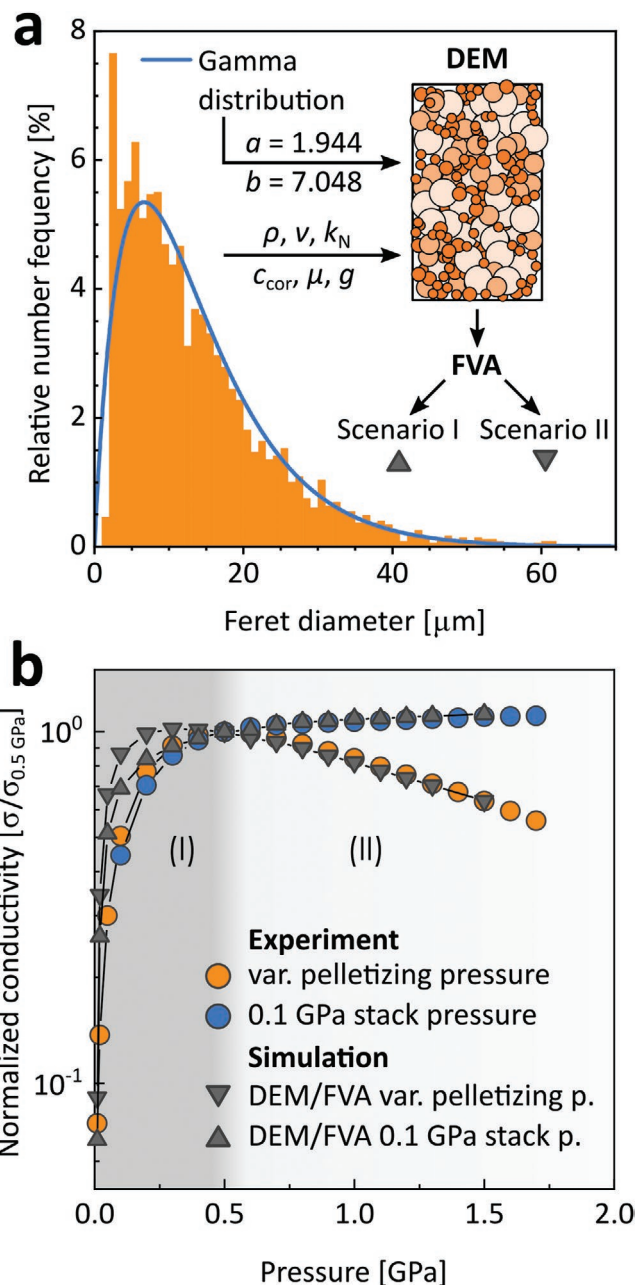 a
8
6
4
2
0
Relative number fequency [%]
Gamma
distribution
a = 1.944
b = 7.048
ρ, ν, kN
ccor, μ, g
DEM
FVA
Scenario I
Scenario II
0
20
40
60
Feret diameter [μm]
b
10⁰
10⁻¹
Normalized conductivity [σ/σ0.5 GPa]
(I)
(II)
Experiment
var. pelletizing pressure
0.1 GPa stack pressure
Simulation
DEM/FVA var. pelletizing p.
DEM/FVA 0.1 GPa stack p.
0.0
0.5
1.0
1.5
2.0
Pressure [GPa]